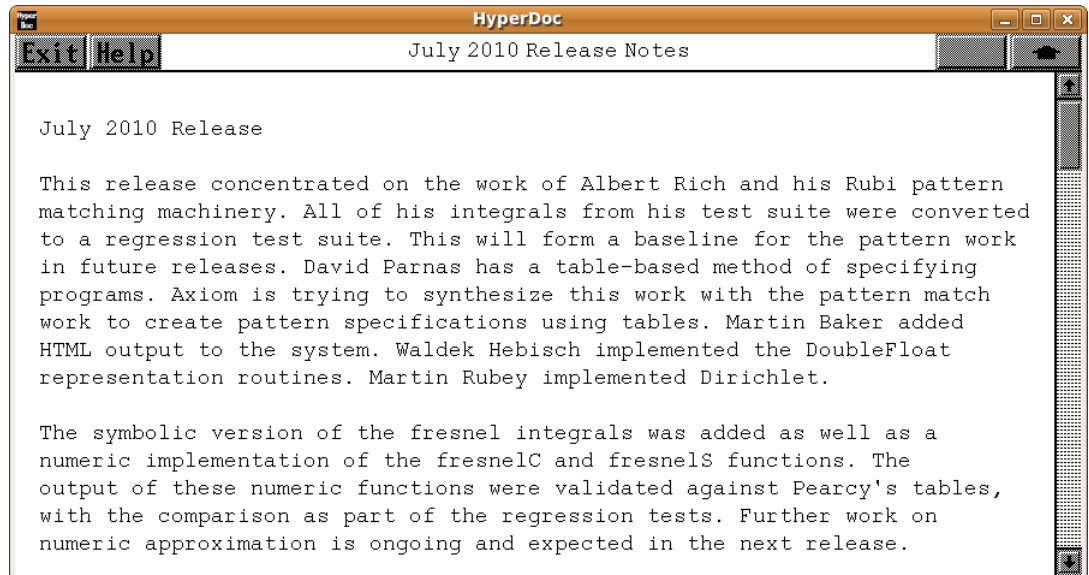 Hyper Doc
HyperDoc
Exit Help
July 2010 Release Notes
July 2010 Release
This release concentrated on the work of Albert Rich and his Rubi pattern
matching machinery. All of his integrals from his test suite were converted
to a regression test suite. This will form a baseline for the pattern work
in future releases. David Parnas has a table-based method of specifying
programs. Axiom is trying to synthesize this work with the pattern match
work to create pattern specifications using tables. Martin Baker added
HTML output to the system. Waldek Hebisch implemented the DoubleFloat
representation routines. Martin Rubey implemented Dirichlet.
The symbolic version of the fresnel integrals was added as well as a
numeric implementation of the fresnelC and fresnelS functions. The
output of these numeric functions were validated against Pearcy's tables,
with the comparison as part of the regression tests. Further work on
numeric approximation is ongoing and expected in the next release.